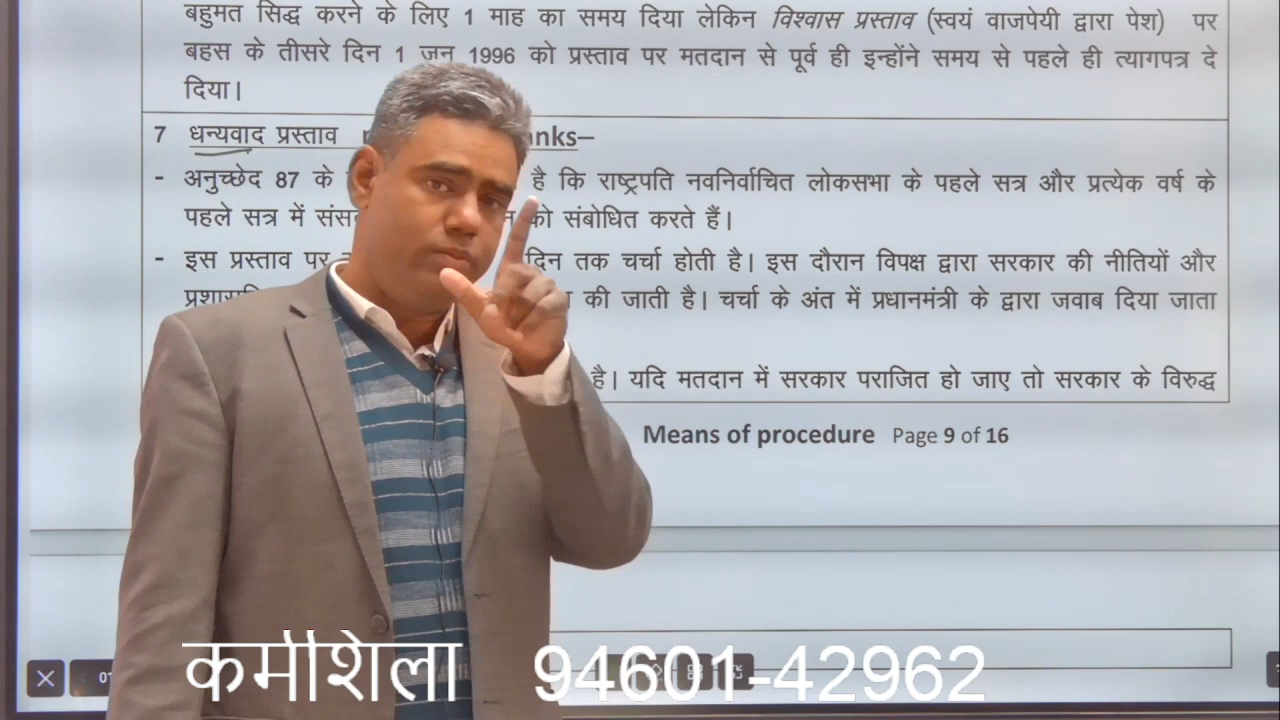 बहुमत सिद्ध करने के लिए 1 माह का समय दिया लेकिन विश्वास प्रस्ताव (स्वयं वाजपेयी द्वारा पेश) पर
बहस के तीसरे दिन 1 जून 1996 को प्रस्ताव पर मतदान से पूर्व ही इन्होंने समय से पहले ही त्यागपत्र दे
दिया।
7 धन्यवाद प्रस्ताव
- अनुच्छेद 87 के है कि राष्ट्रपति नवनिर्वाचित लोकसभा के पहले सत्र और प्रत्येक वर्ष के
पहले सत्र में को संबोधित करते हैं।
- इस प्रस्ताव पर दिन तक चर्चा होती है। इस दौरान विपक्ष द्वारा सरकार की नीतियों और
की जाती है। चर्चा के अंत में प्रधानमंत्री के द्वारा जवाब दिया जाता
है। यदि मतदान में सरकार पराजित हो जाए तो सरकार के विरुद्ध
Means of procedure Page 9 of 16
कर्मशिला 94601-42962